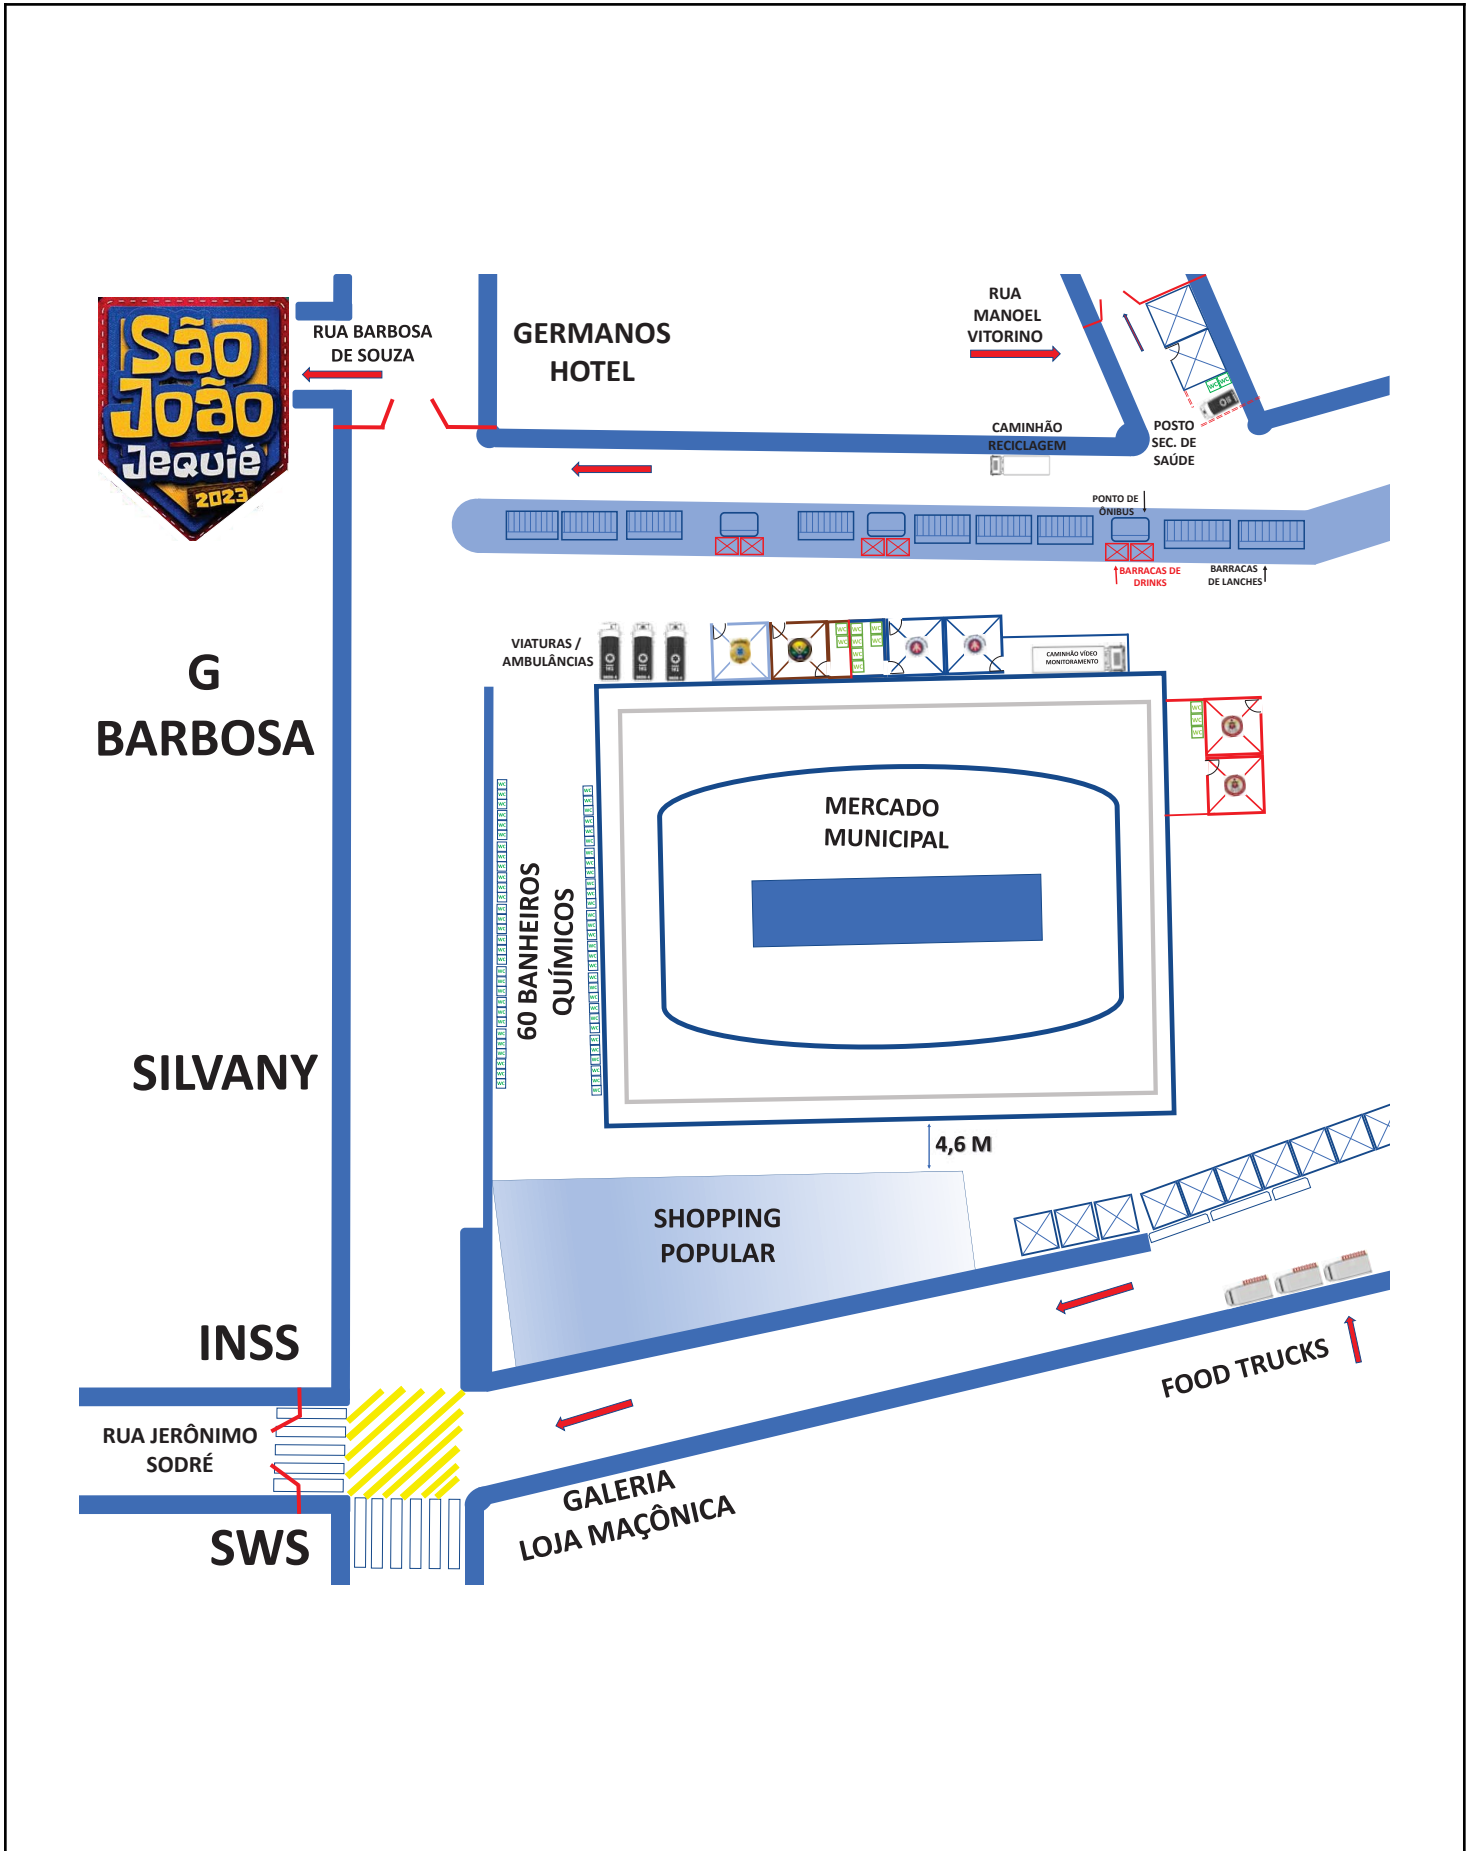 São
João
Jequié
2023
RUA BARBOSA
DE SOUZA
GERMANOS
HOTEL
RUA
MANOEL
VITORINO
CAMINHÃO
RECICLAGEM
POSTO
SEC. DE
SAÚDE
WC WC
PONTO DE
ÔNIBUS
BARRACAS DE
DRINKS
BARRACAS
DE LANCHES
VIATURAS /
AMBULÂNCIAS
CAMINHÃO VÍDEO
MONITORAMENTO
G
BARBOSA
MERCADO
MUNICIPAL
60 BANHEIROS
QUÍMICOS
SILVANY
4,6 M
SHOPPING
POPULAR
INSS
FOOD TRUCKS
RUA JERÔNIMO
SODRÉ
GALERIA
LOJA MAÇÔNICA
SWS